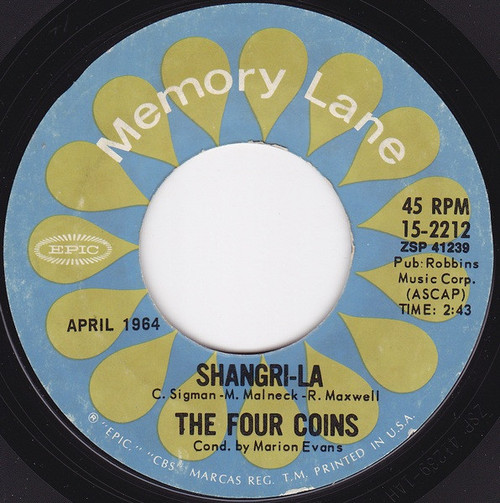 Memory Lane
EPIC
45 RPM
15-2212
ZSP 41239
Pub: Robbins
Music Corp.
(ASCAP)
TIME: 2:43
APRIL 1964
SHANGRI-LA
C. Sigman - M. Malneck - R. Maxwell
THE FOUR COINS
Cond. by Marion Evans
® "EPIC," "CBS" MARCAS REG. T.M. PRINTED IN U.S.A.